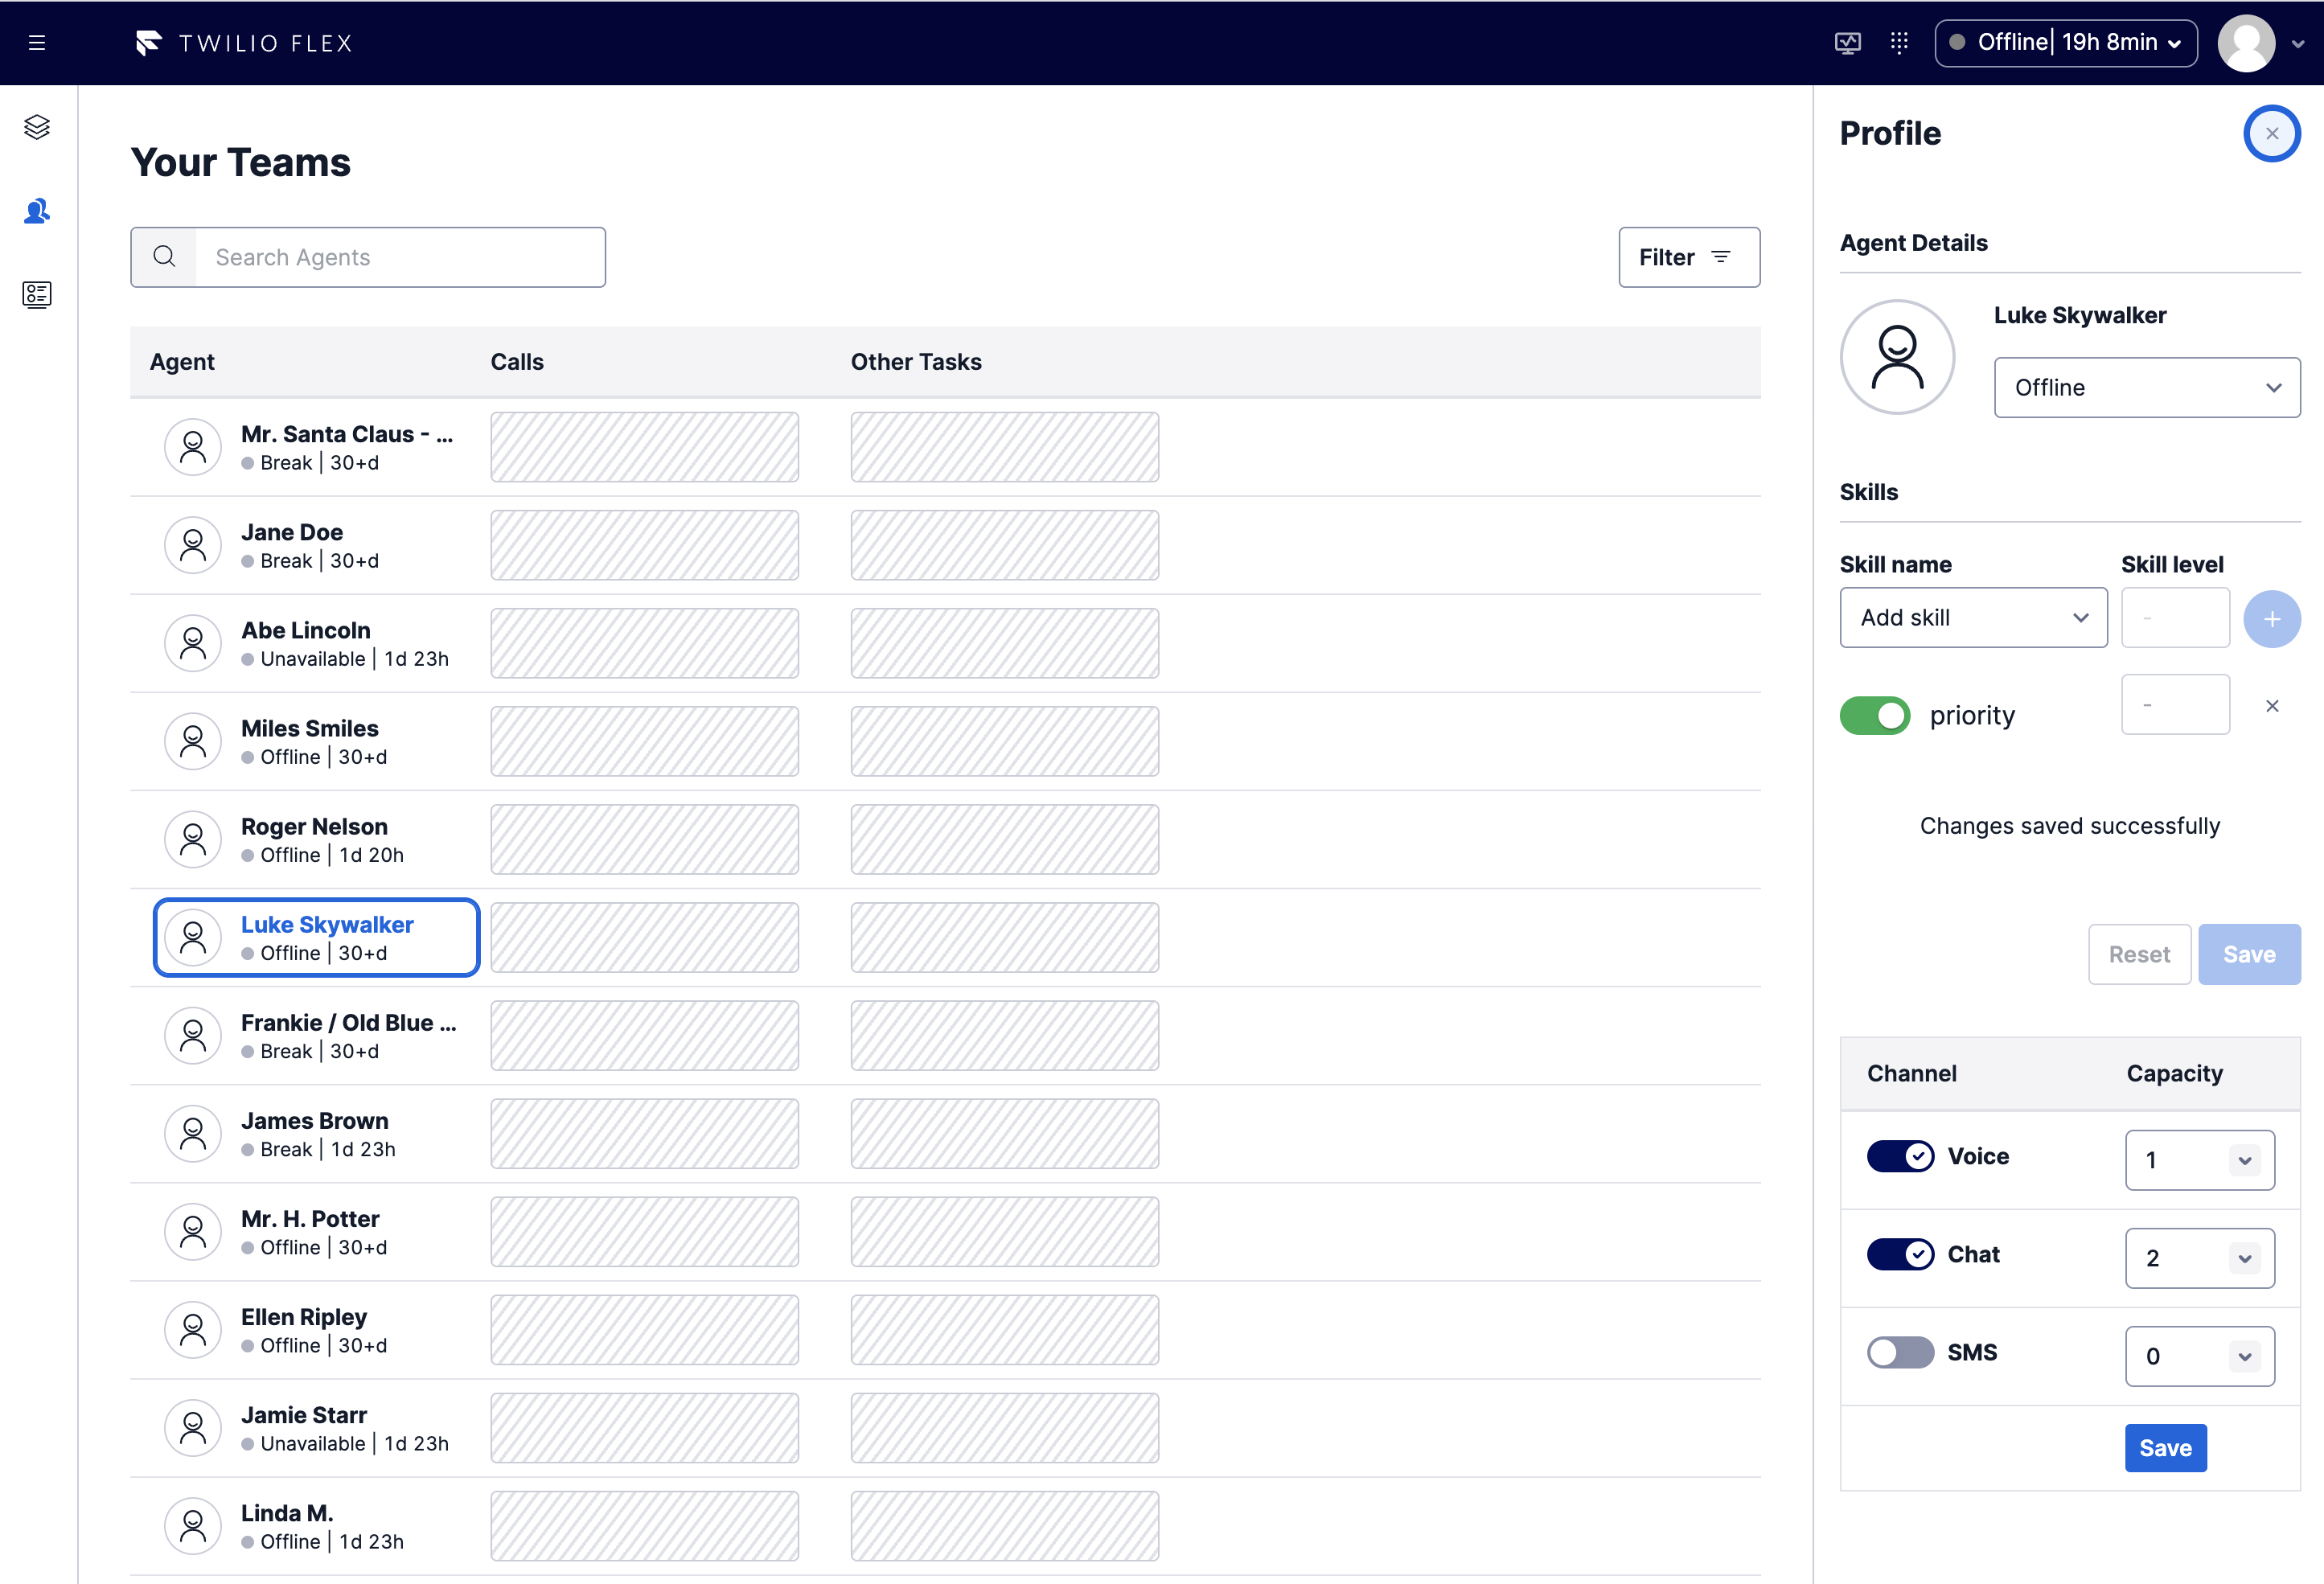 TWILIO FLEX
Offline| 19h 8min
Your Teams
Search Agents
Filter
Agent Calls Other Tasks
Mr. Santa Claus - ...
Break | 30+d
Jane Doe
Break | 30+d
Abe Lincoln
Unavailable | 1d 23h
Miles Smiles
Offline | 30+d
Roger Nelson
Offline | 1d 20h
Luke Skywalker
Offline | 30+d
Frankie / Old Blue ...
Break | 30+d
James Brown
Break | 1d 23h
Mr. H. Potter
Offline | 30+d
Ellen Ripley
Offline | 30+d
Jamie Starr
Unavailable | 1d 23h
Linda M.
Offline | 1d 23h
Profile
Agent Details
Luke Skywalker
Offline
Skills
Skill name Skill level
Add skill -
priority -
Changes saved successfully
Reset Save
Channel Capacity
Voice 1
Chat 2
SMS 0
Save